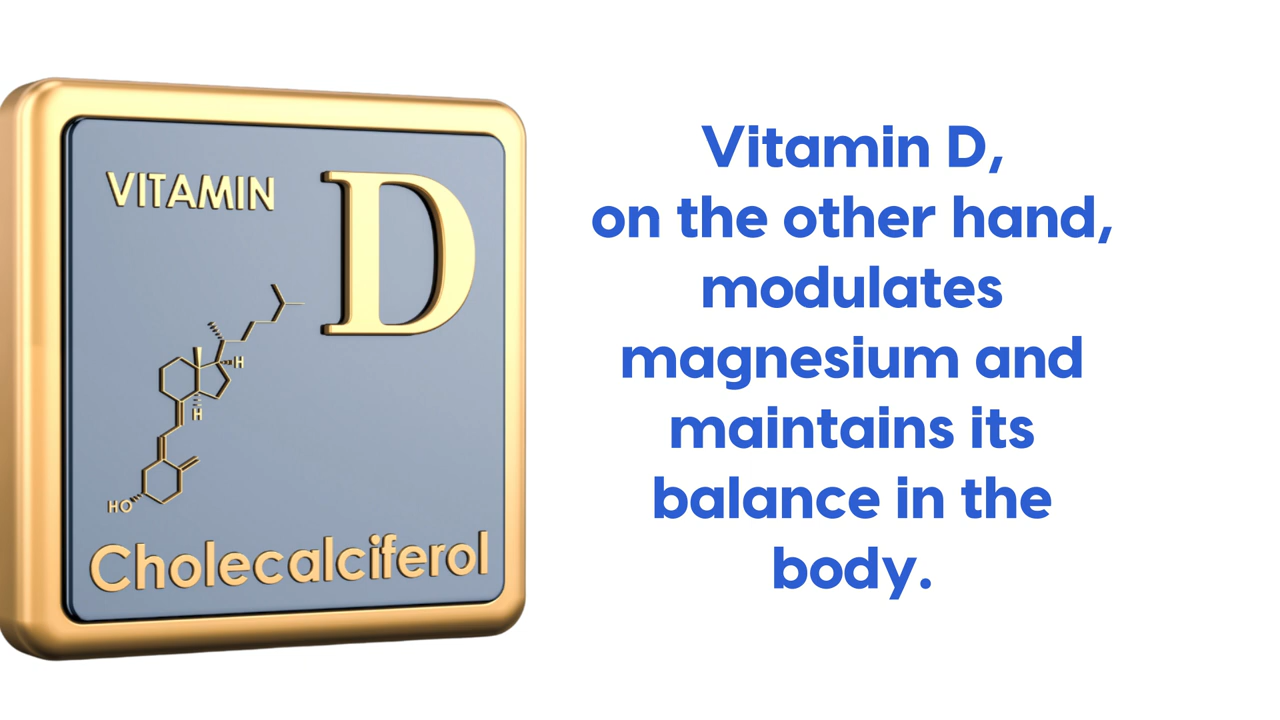 VITAMIN D
H
H
HO
Cholecalciferol
Vitamin D,
on the other hand,
modulates
magnesium and
maintains its
balance in the
body.